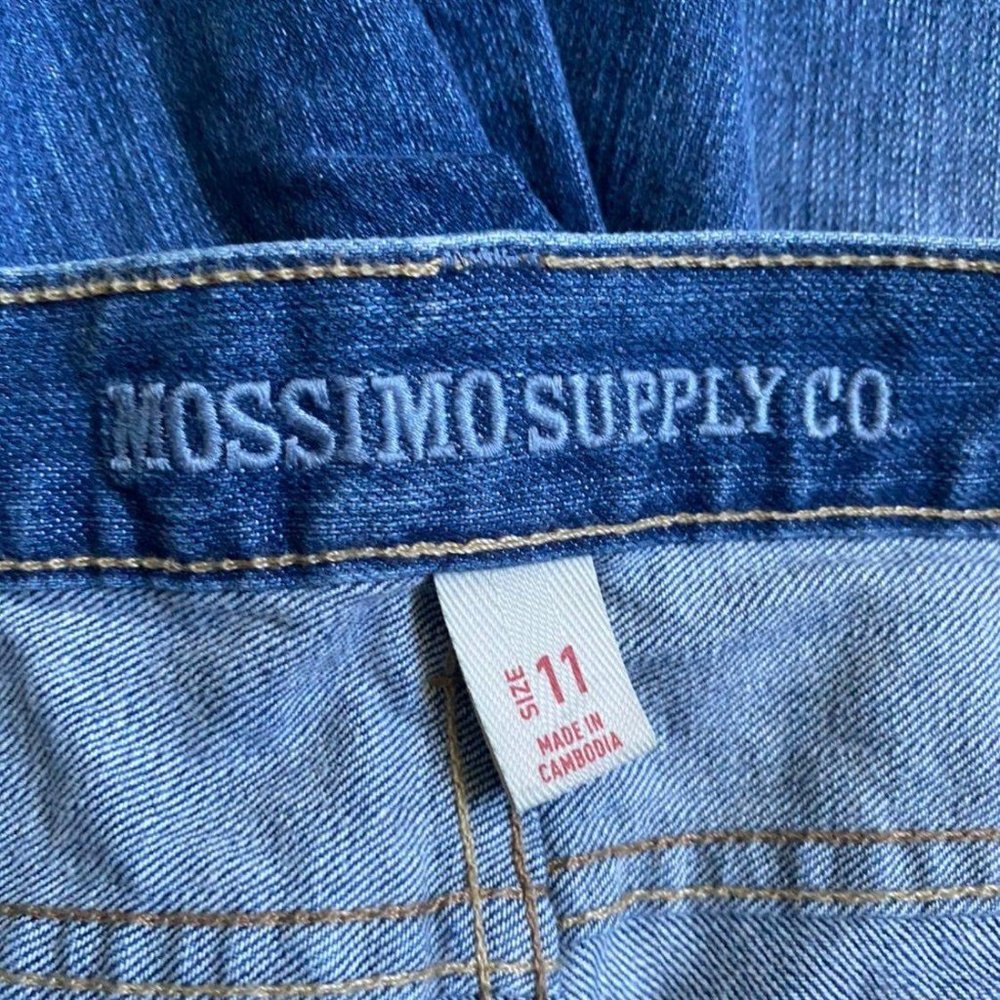 MOSSIMO SUPPLY CO.
SIZE 11
MADE IN
CAMBODIA